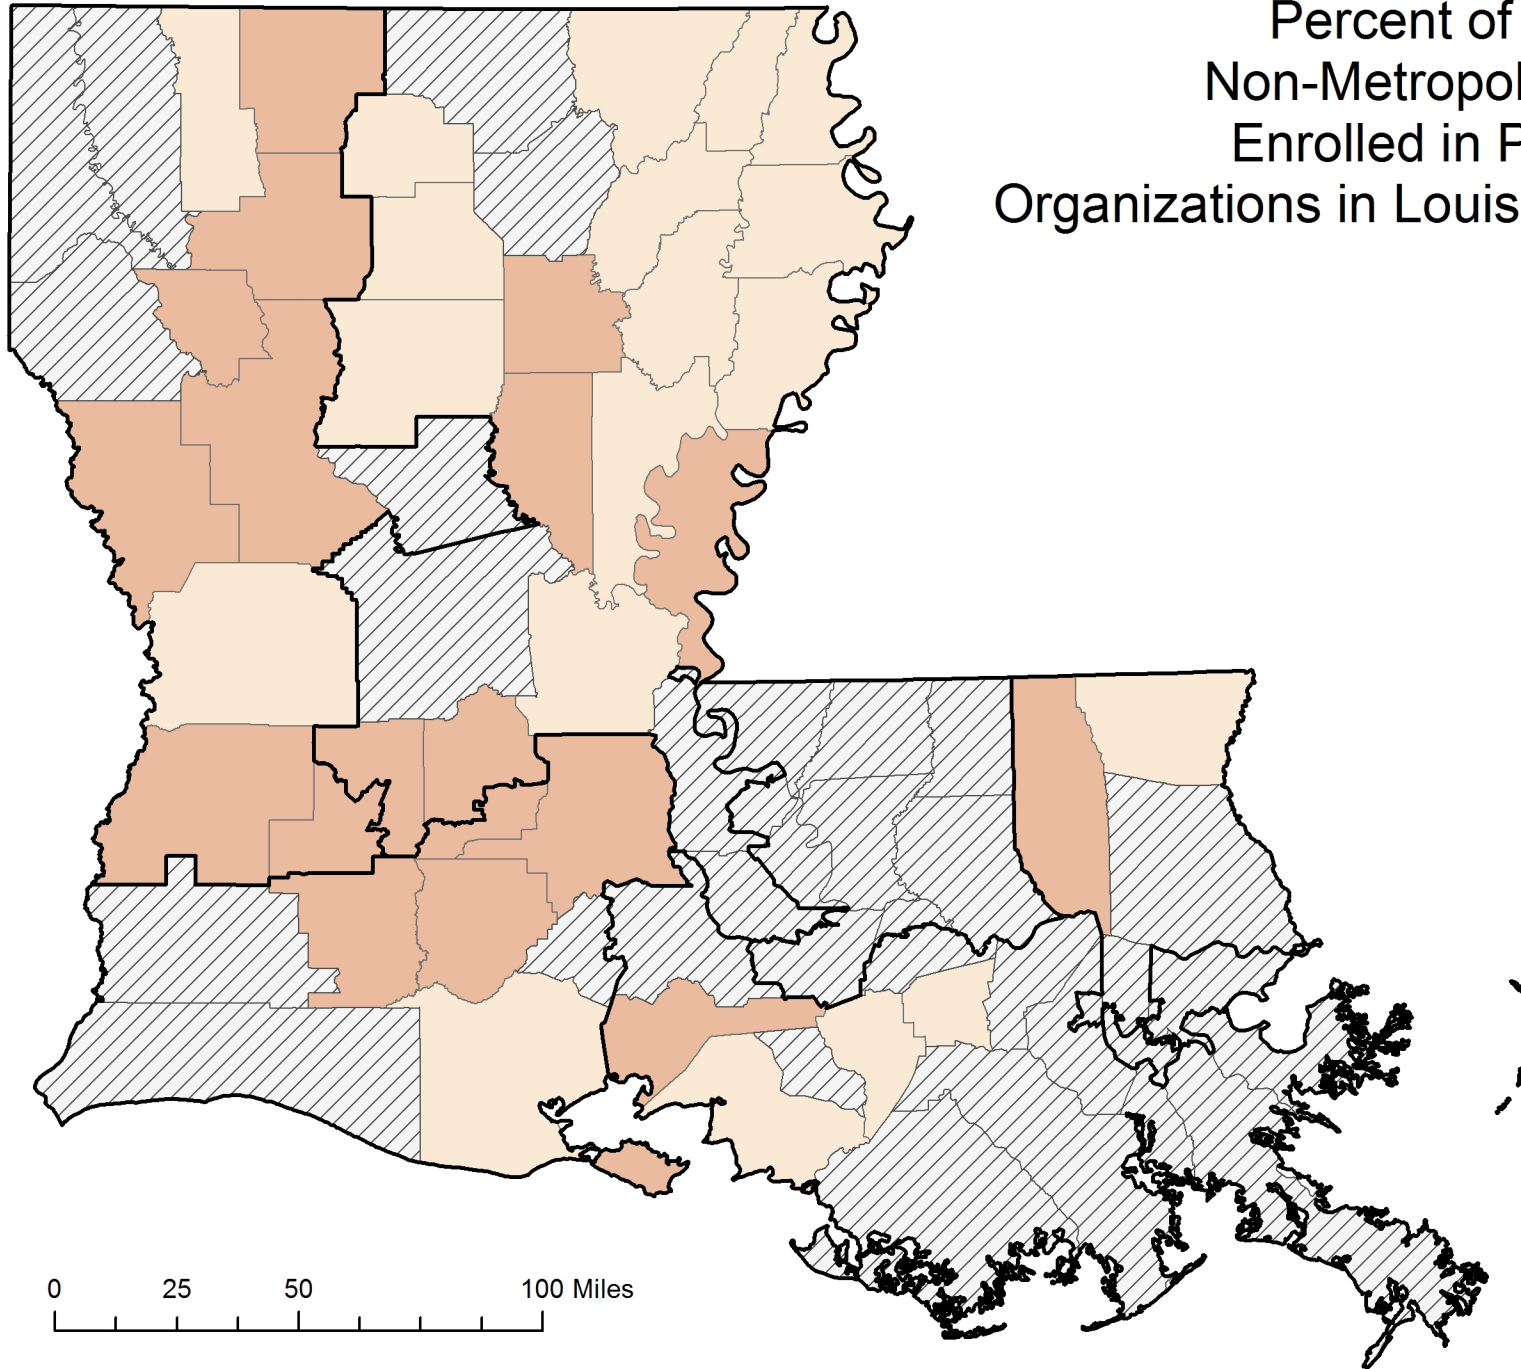 Percent of
Non-Metropol
Enrolled in P
Organizations in Louis
0 25 50 100 Miles